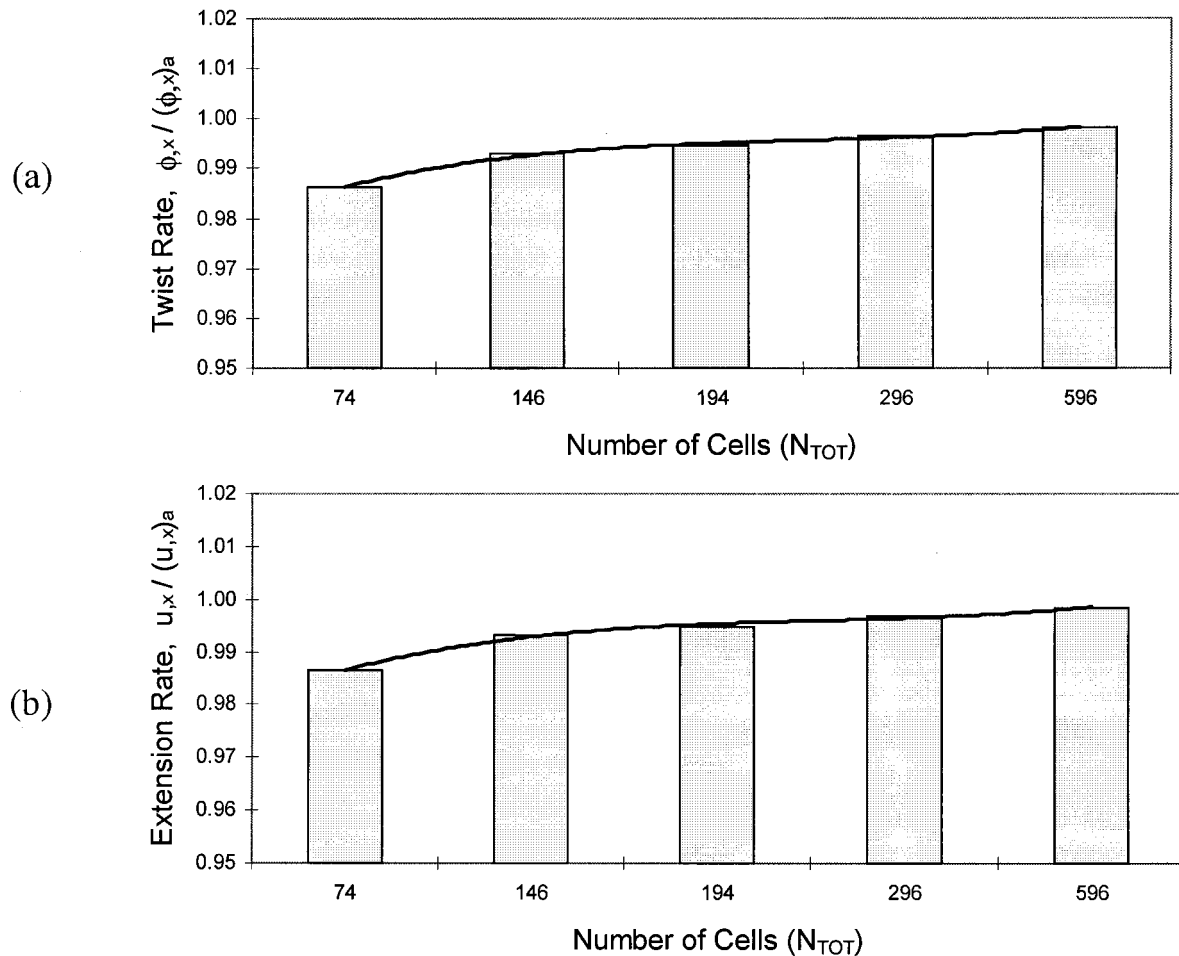 (a)
Twist Rate, ϕ,x / (ϕ,x)a
1.02
1.01
1.00
0.99
0.98
0.97
0.96
0.95
74 146 194 296 596
Number of Cells (NTOT)
(b)
Extension Rate, u,x / (u,x)a
1.02
1.01
1.00
0.99
0.98
0.97
0.96
0.95
74 146 194 296 596
Number of Cells (NTOT)